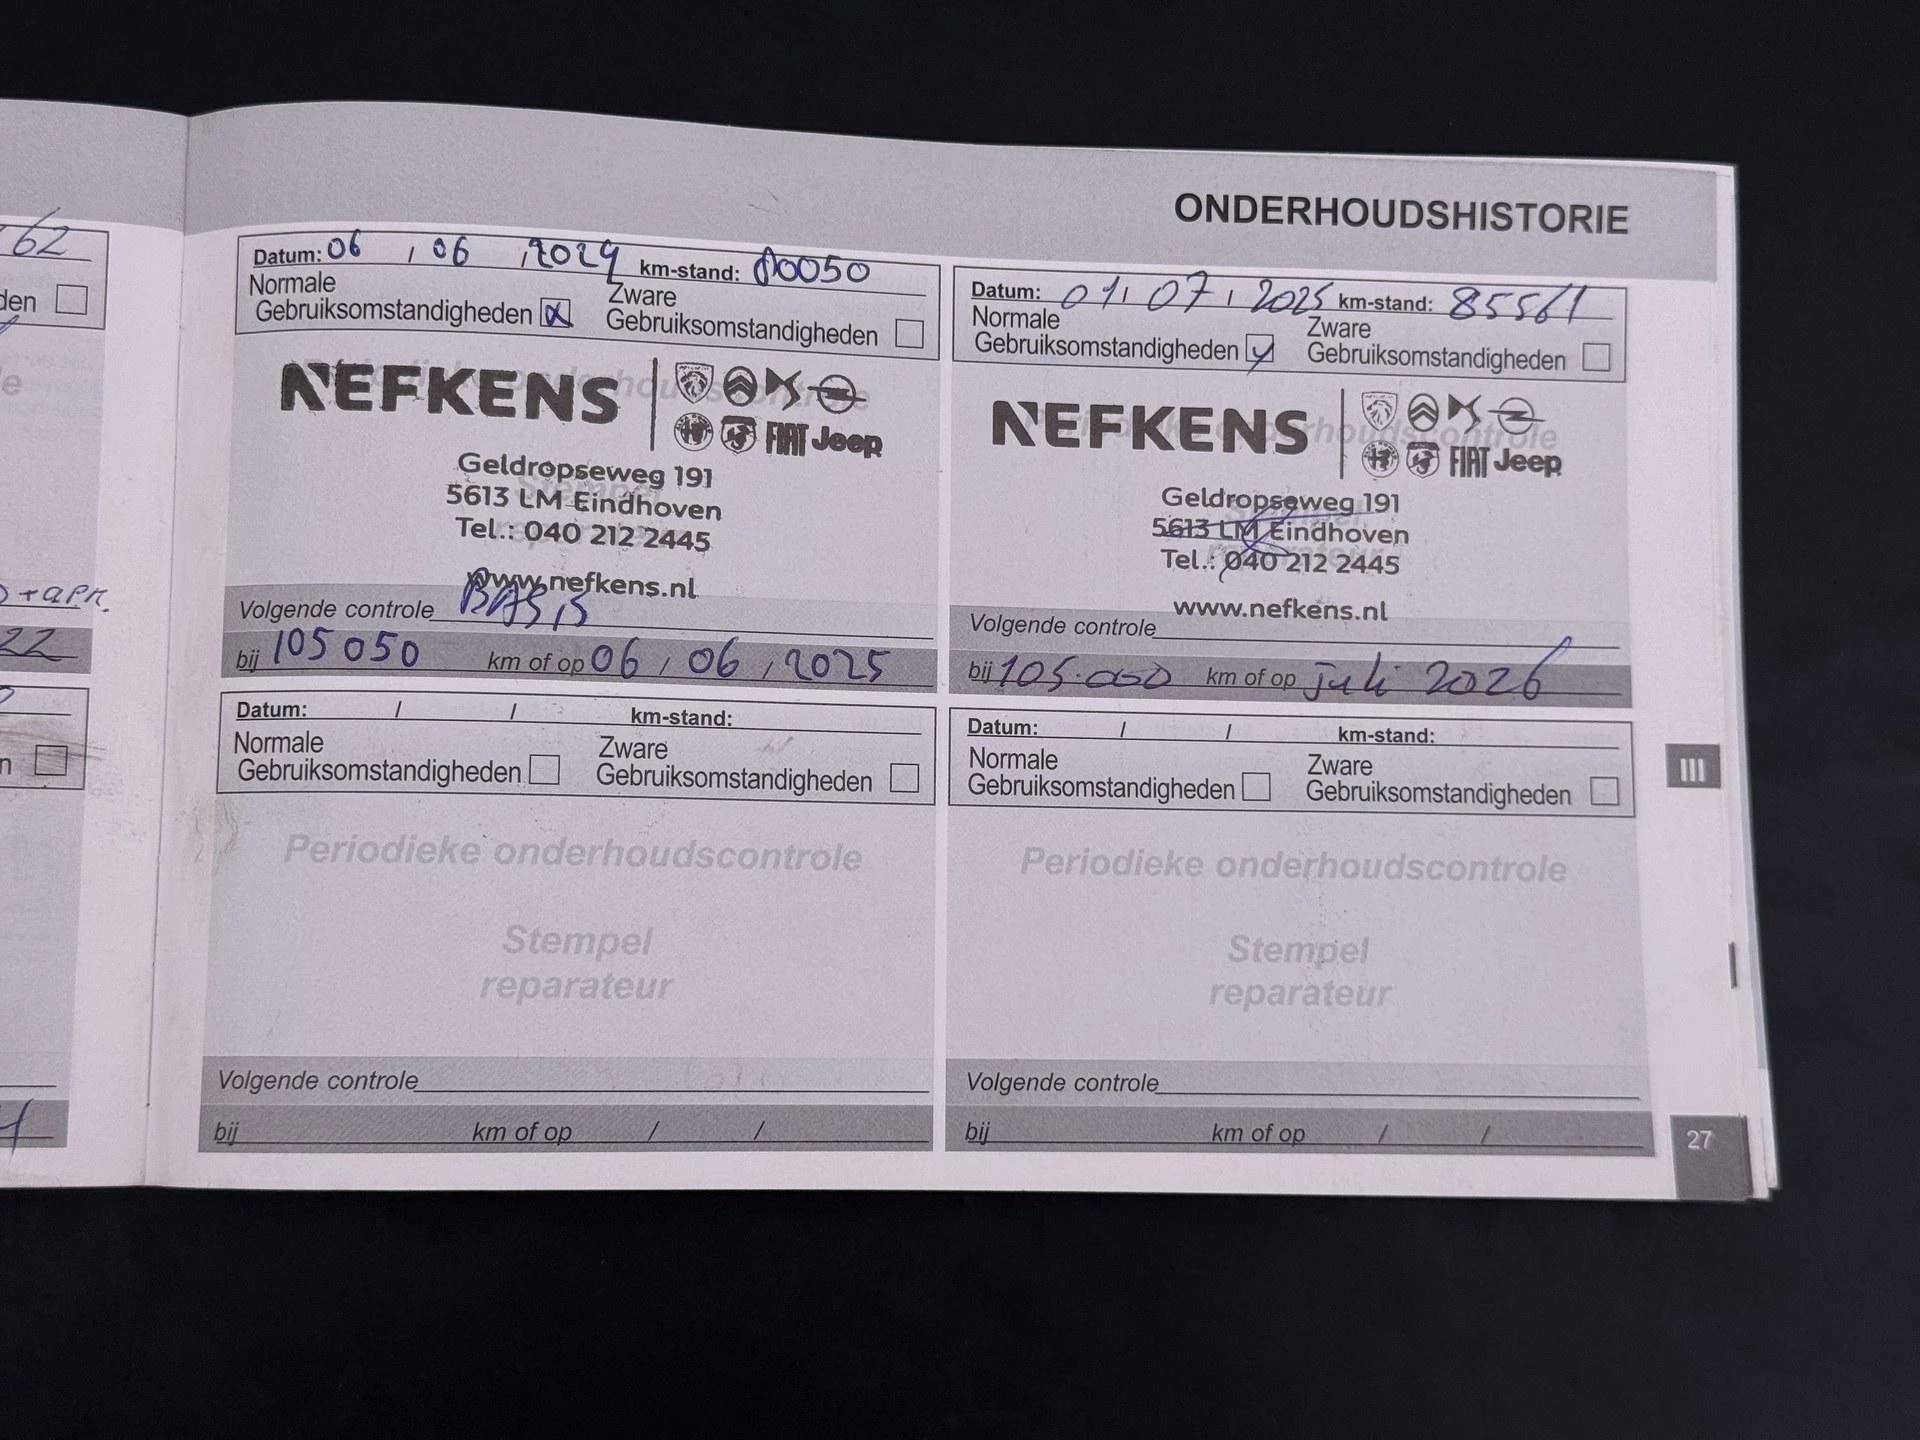 ONDERHOUDSHISTORIE
62
den
e
+ APK
22
n
Datum: 06 / 06 / 2024 km-stand: 80050
Normale
Gebruiksomstandigheden x
Zware
Gebruiksomstandigheden
NEFKENS
FIAT Jeep
Geldropseweg 191
5613 LM Eindhoven
Tel.: 040 212 2445
www.nefkens.nl
Volgende controle BASIS
bij 105050 km of op 06 / 06 / 2025
Datum: / / km-stand:
Normale
Gebruiksomstandigheden
Zware
Gebruiksomstandigheden
Periodieke onderhoudscontrole
Stempel
reparateur
Volgende controle
bij km of op / /
Datum: 01 / 07 / 2025 km-stand: 85561
Normale
Gebruiksomstandigheden
Zware
Gebruiksomstandigheden
NEFKENS
FIAT Jeep
Geldropseweg 191
5613 LM Eindhoven
Tel.: 040 212 2445
www.nefkens.nl
Volgende controle
bij 105.000 km of op juli 2026
Datum: / / km-stand:
Normale
Gebruiksomstandigheden
Zware
Gebruiksomstandigheden
Periodieke onderhoudscontrole
Stempel
reparateur
Volgende controle
bij km of op / /
III
27